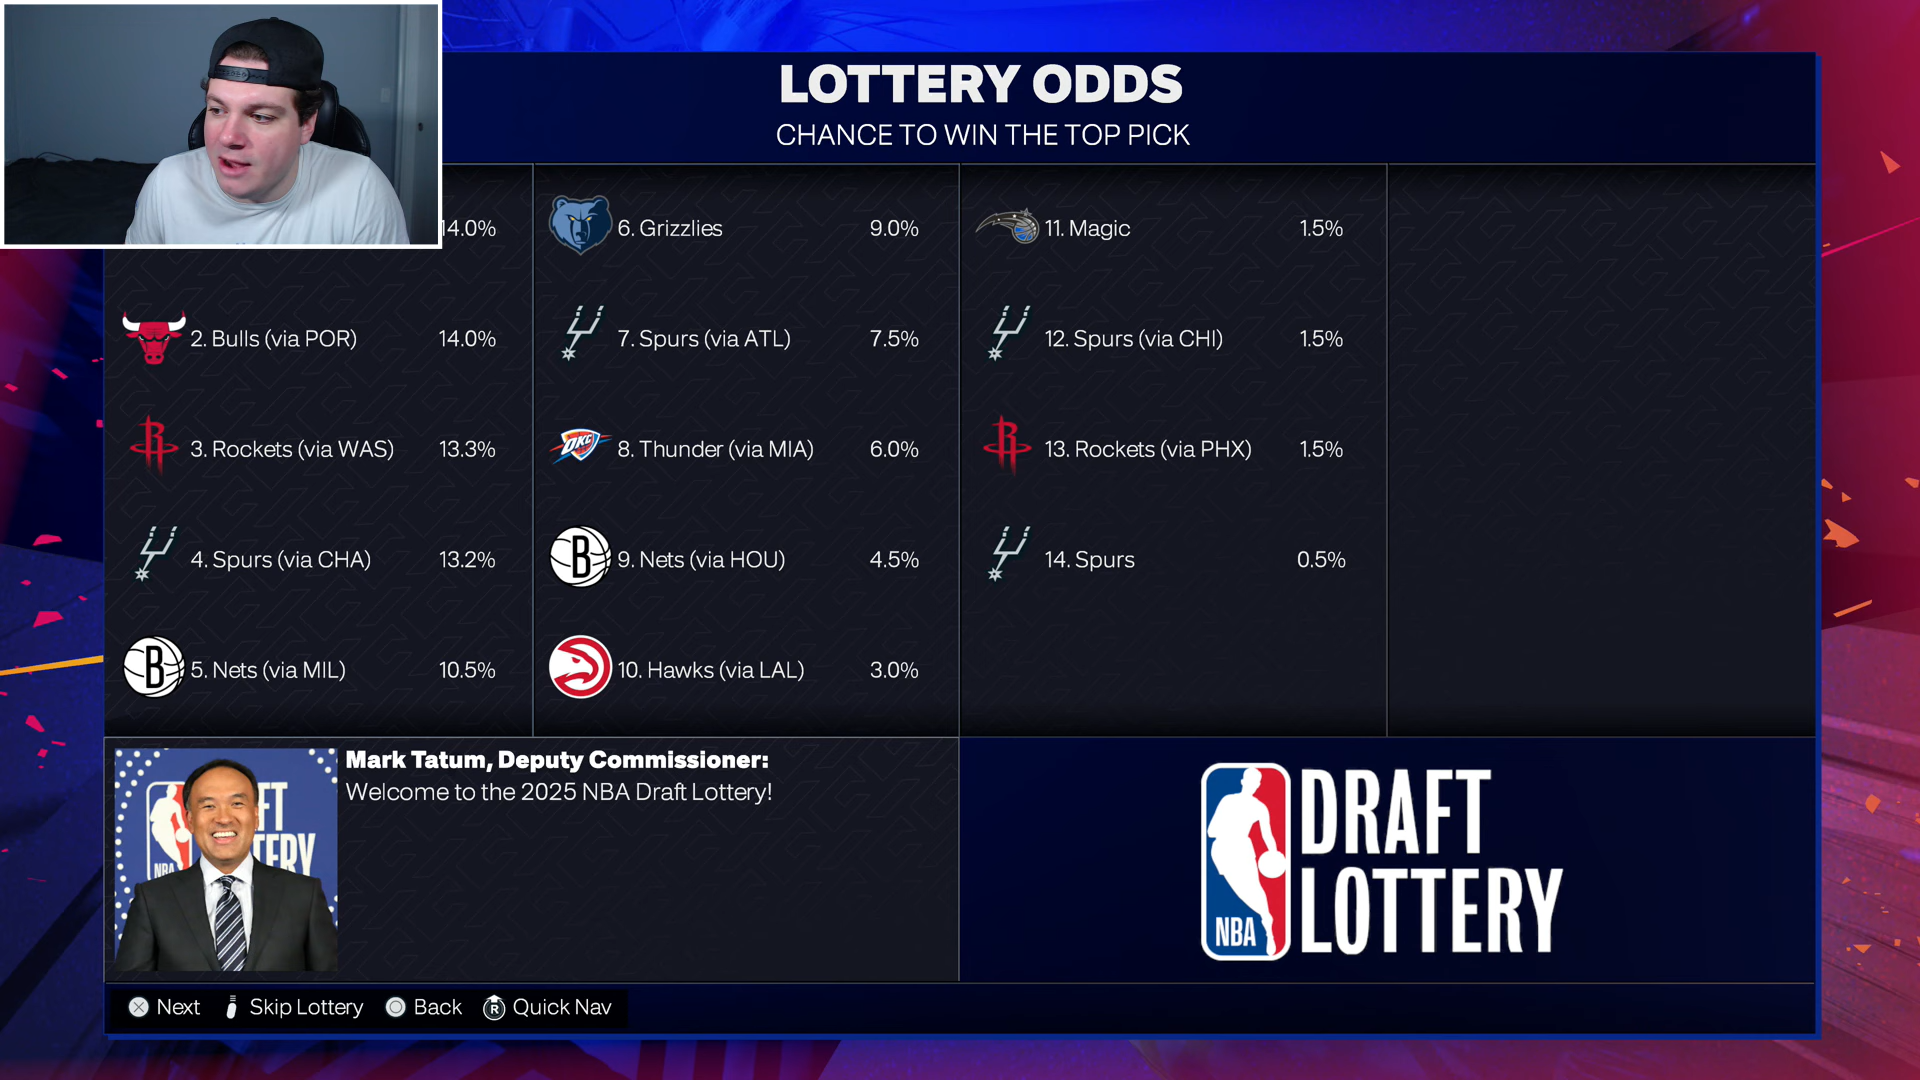 LOTTERY ODDS
CHANCE TO WIN THE TOP PICK
14.0%
2. Bulls (via POR) 14.0%
3. Rockets (via WAS) 13.3%
4. Spurs (via CHA) 13.2%
B 5. Nets (via MIL) 10.5%
6. Grizzlies 9.0%
7. Spurs (via ATL) 7.5%
OKC 8. Thunder (via MIA) 6.0%
B 9. Nets (via HOU) 4.5%
10. Hawks (via LAL) 3.0%
11. Magic 1.5%
12. Spurs (via CHI) 1.5%
13. Rockets (via PHX) 1.5%
14. Spurs 0.5%
Mark Tatum, Deputy Commissioner:
Welcome to the 2025 NBA Draft Lottery!
NBA
DRAFT
LOTTERY
Next Skip Lottery Back R Quick Nav